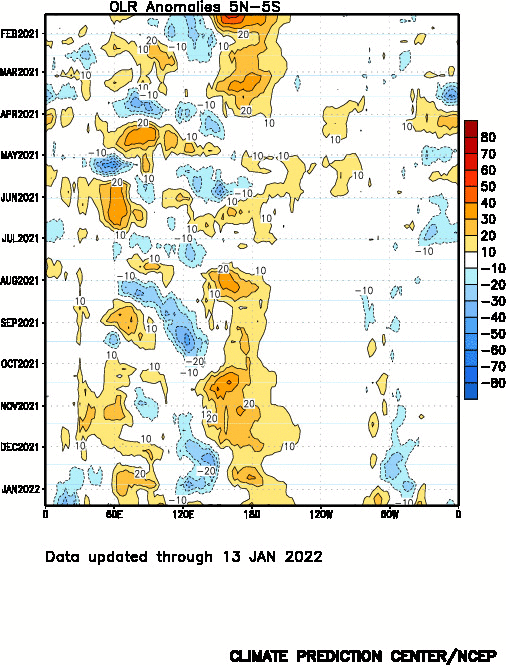 OLR Anomalies 5N-5S
FEB2021
MAR2021
APR2021
MAY2021
JUN2021
JUL2021
AUG2021
SEP2021
OCT2021
NOV2021
DEC2021
JAN2022
0 60E 120E 180 120W 60W 0
80
70
60
50
40
30
20
10
-10
-20
-30
-40
-50
-60
-70
-80
Data updated through 13 JAN 2022
CLIMATE PREDICTION CENTER/NCEP